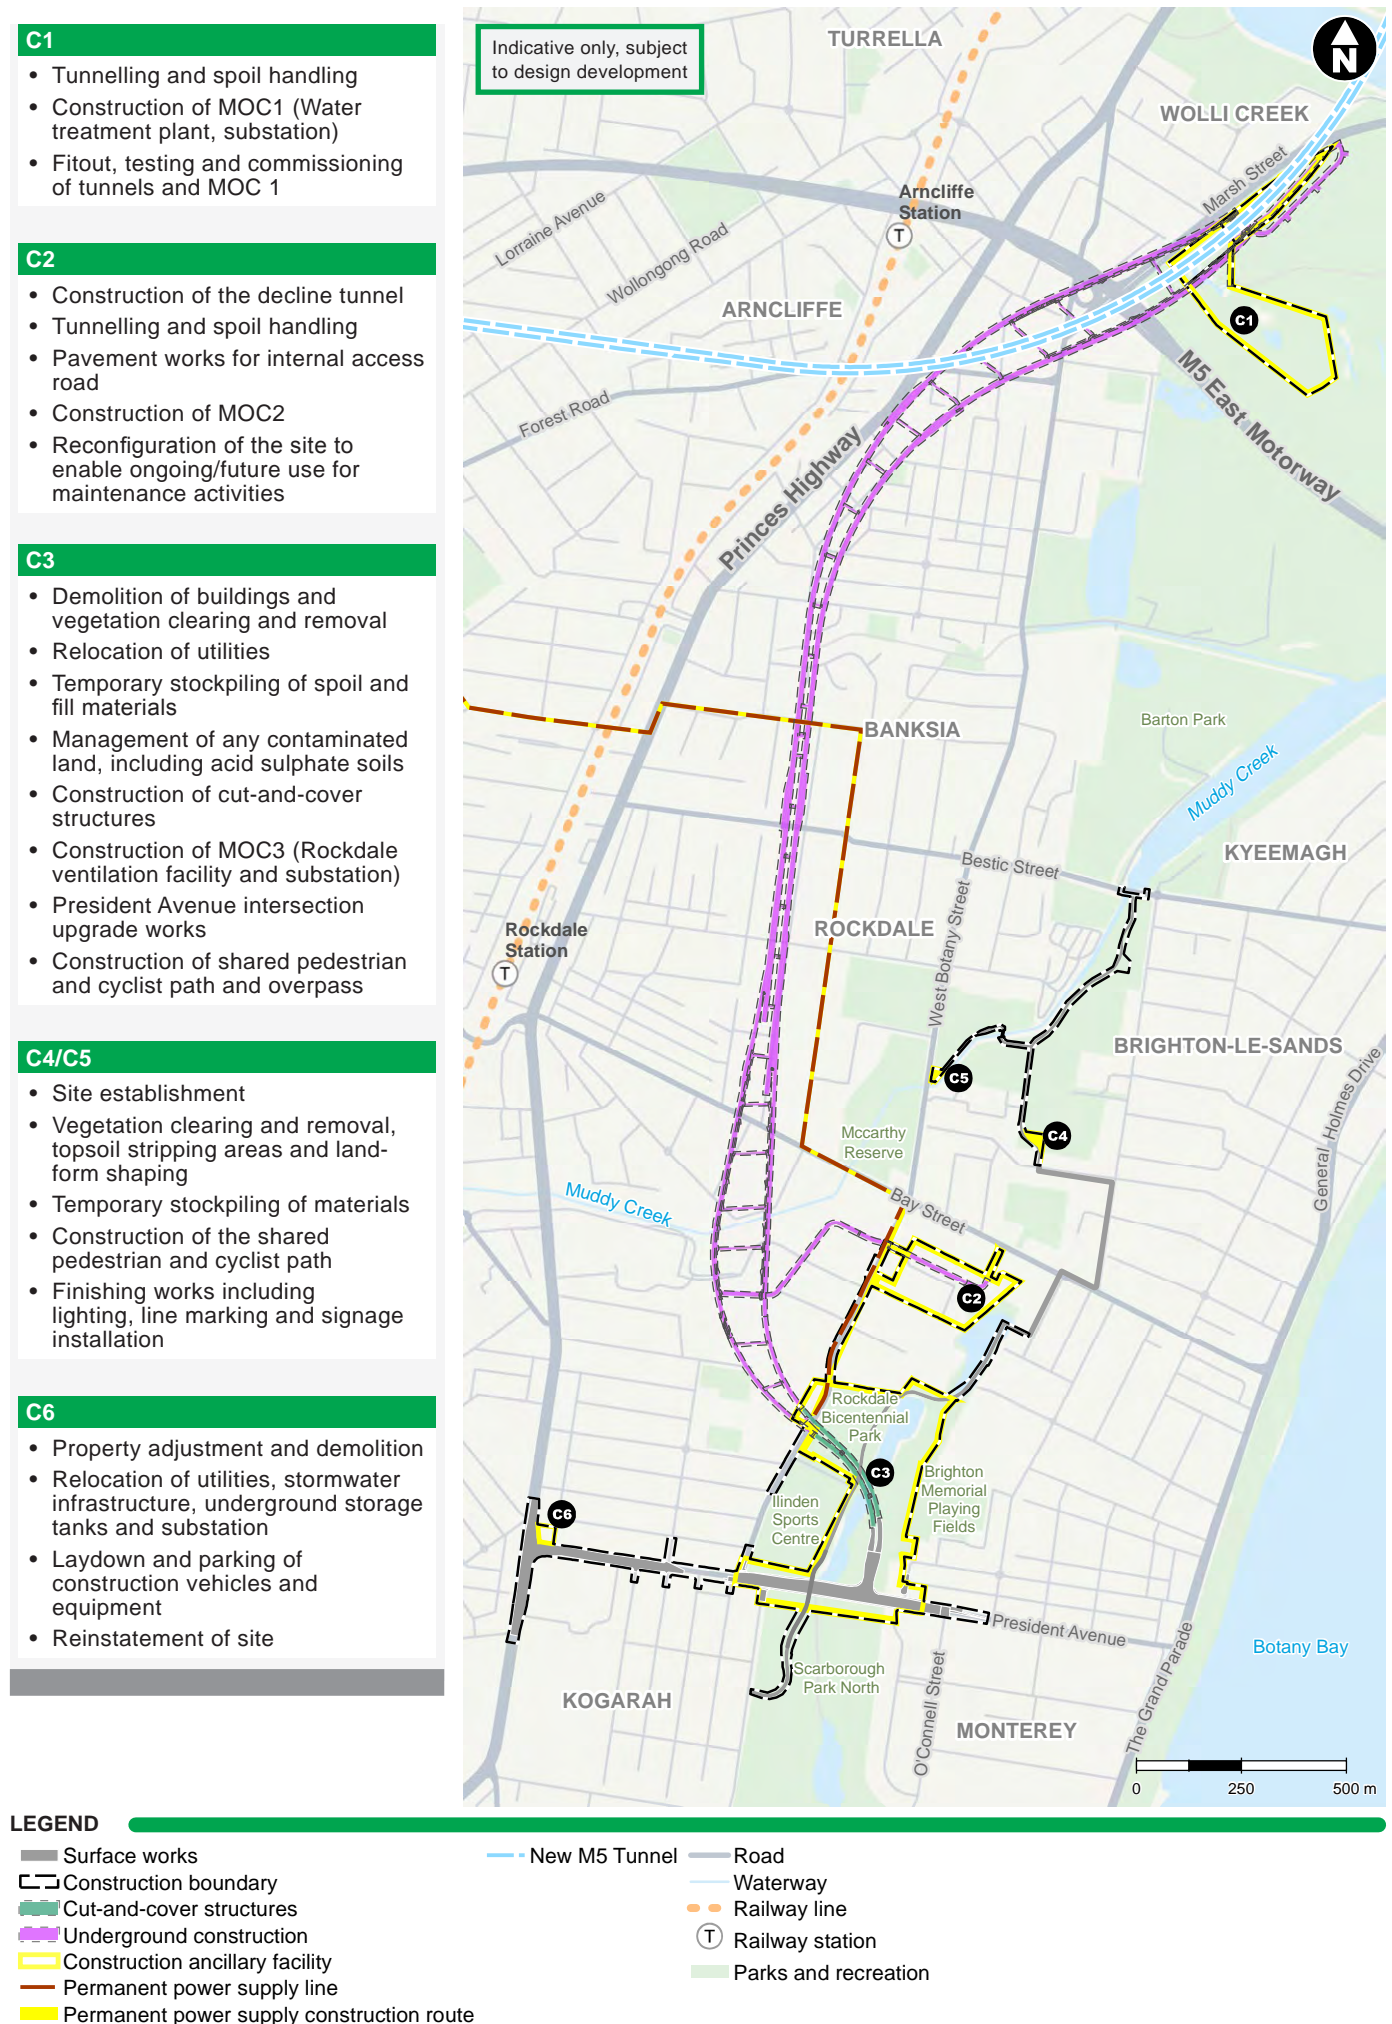 C1
• Tunnelling and spoil handling
• Construction of MOC1 (Water
treatment plant, substation)
• Fitout, testing and commissioning
of tunnels and MOC 1
C2
• Construction of the decline tunnel
• Tunnelling and spoil handling
• Pavement works for internal access
road
• Construction of MOC2
• Reconfiguration of the site to
enable ongoing/future use for
maintenance activities
C3
• Demolition of buildings and
vegetation clearing and removal
• Relocation of utilities
• Temporary stockpiling of spoil and
fill materials
• Management of any contaminated
land, including acid sulphate soils
• Construction of cut-and-cover
structures
• Construction of MOC3 (Rockdale
ventilation facility and substation)
• President Avenue intersection
upgrade works
• Construction of shared pedestrian
and cyclist path and overpass
C4/C5
• Site establishment
• Vegetation clearing and removal,
topsoil stripping areas and land-
form shaping
• Temporary stockpiling of materials
• Construction of the shared
pedestrian and cyclist path
• Finishing works including
lighting, line marking and signage
installation
C6
• Property adjustment and demolition
• Relocation of utilities, stormwater
infrastructure, underground storage
tanks and substation
• Laydown and parking of
construction vehicles and
equipment
• Reinstatement of site
Indicative only, subject
to design development
N
TURRELLA
WOLLI CREEK
Marsh Street
Arncliffe
Station
T
Lorraine Avenue
Wollongong Road
ARNCLIFFE
C1
M5 East Motorway
Forest Road
Princes Highway
BANKSIA
Barton Park
Muddy Creek
KYEEMAGH
Bestic Street
West Botany Street
ROCKDALE
Rockdale
Station
T
BRIGHTON-LE-SANDS
General Holmes Drive
C5
C4
Mccarthy
Reserve
Muddy Creek
Bay Street
C2
Rockdale
Bicentennial
Park
C3
Brighton
Memorial
Playing
Fields
Ilinden
Sports
Centre
C6
President Avenue
Scarborough
Park North
O'Connell Street
The Grand Parade
Botany Bay
KOGARAH
MONTEREY
0 250 500 m
LEGEND
Surface works
Construction boundary
Cut-and-cover structures
Underground construction
Construction ancillary facility
Permanent power supply line
Permanent power supply construction route
New M5 Tunnel
Road
Waterway
Railway line
T Railway station
Parks and recreation